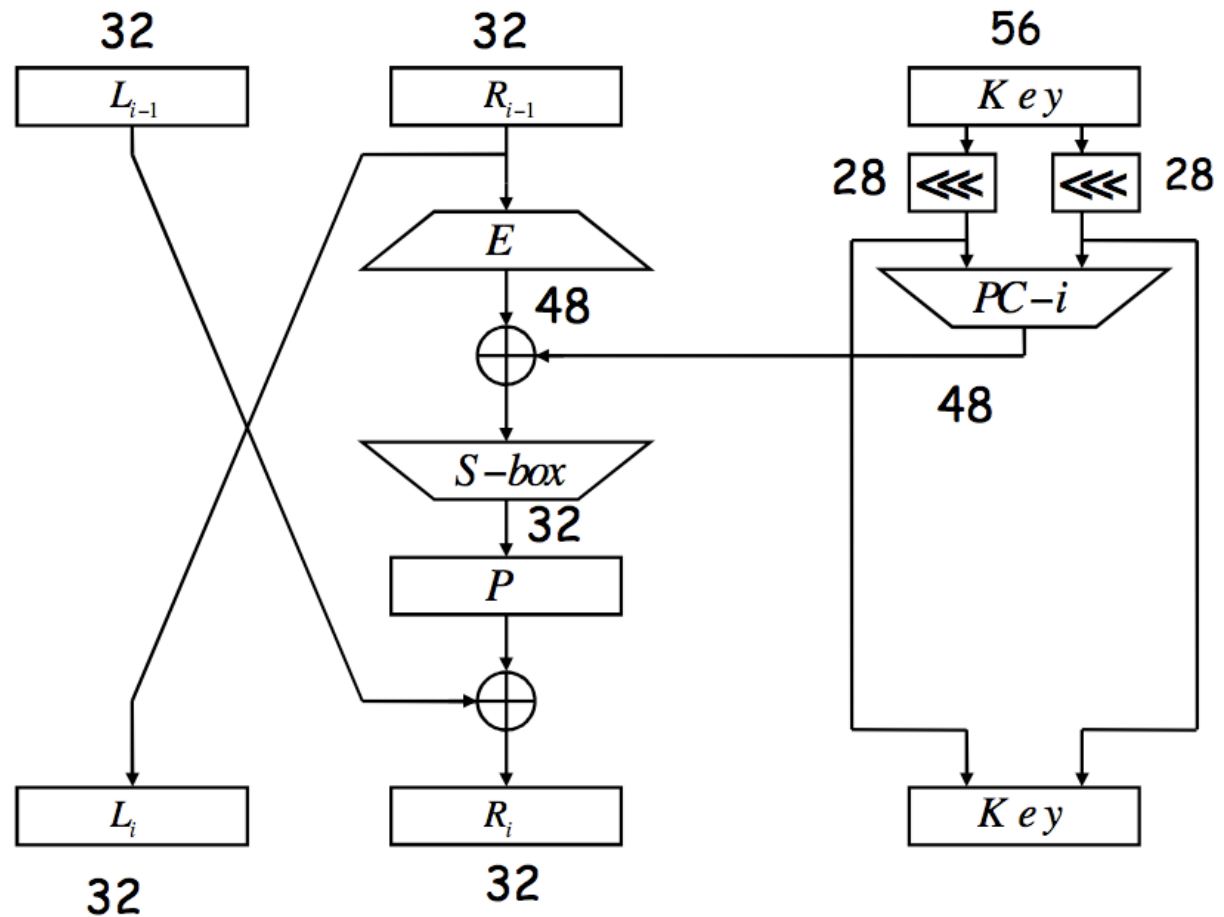 32 32 56
L_{i-1} R_{i-1} Key
28 <<< <<< 28
E
PC-i
48
48
S-box
32
P
L_i R_i Key
32 32